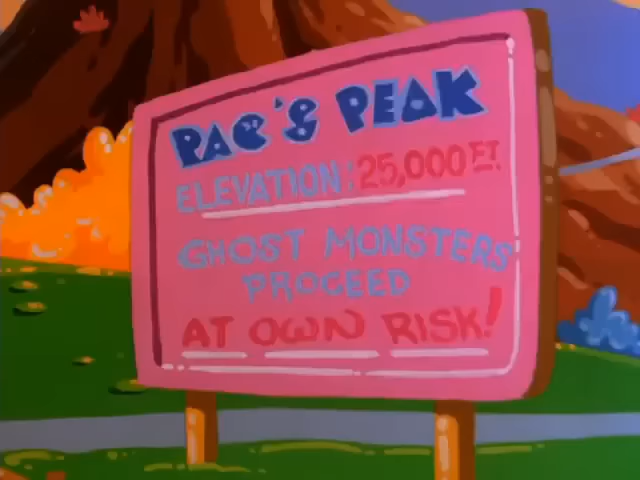 PAC'S PEAK
ELEVATION: 25,000 FT.
GHOST MONSTERS
PROCEED
AT OWN RISK!